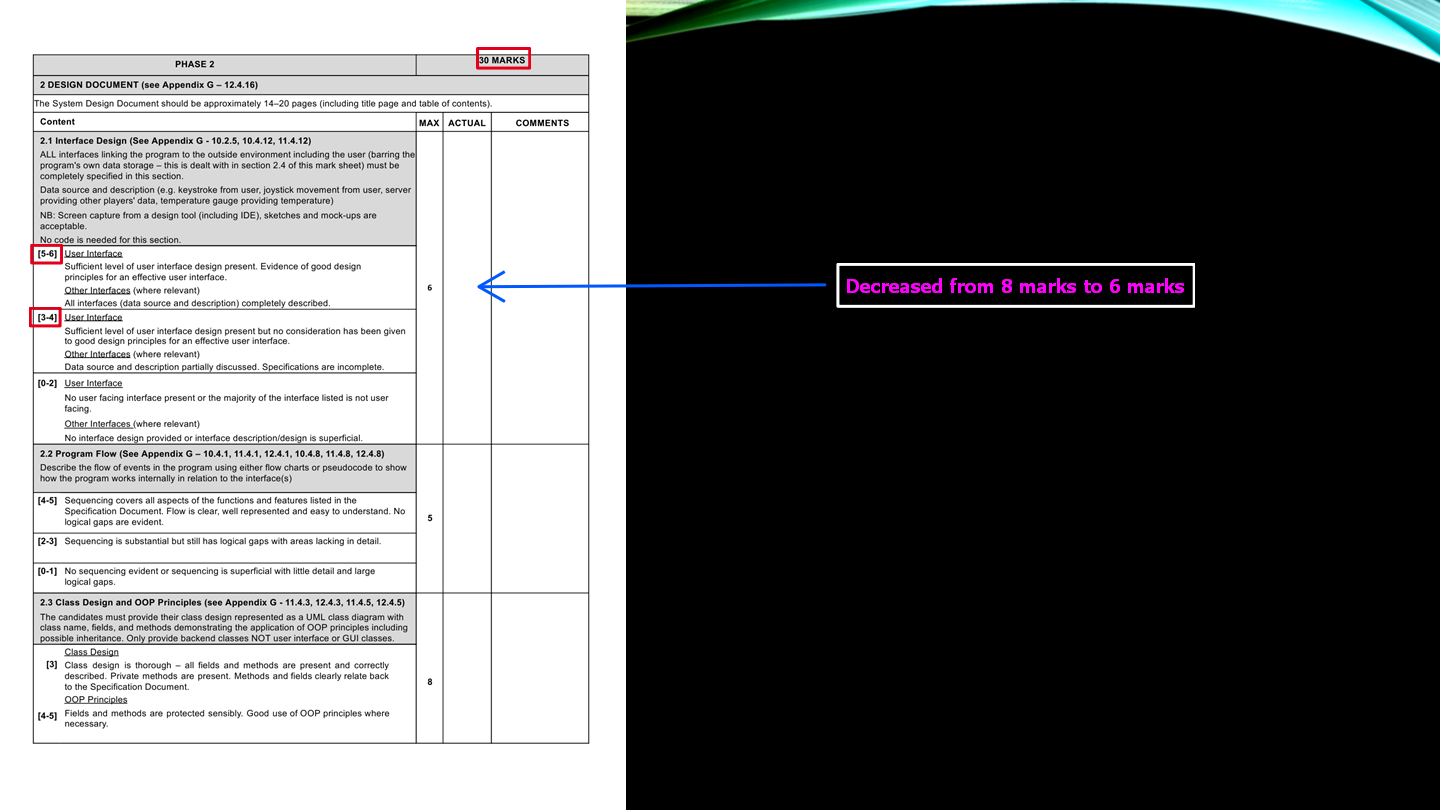 PHASE 2
30 MARKS
2 DESIGN DOCUMENT (see Appendix G – 12.4.16)
The System Design Document should be approximately 14–20 pages (including title page and table of contents).
Content MAX ACTUAL COMMENTS
2.1 Interface Design (See Appendix G - 10.2.5, 10.4.12, 11.4.12)
ALL interfaces linking the program to the outside environment including the user (barring the
program's own data storage – this is dealt with in section 2.4 of this mark sheet) must be
completely specified in this section.
Data source and description (e.g. keystroke from user, joystick movement from user, server
providing other players' data, temperature gauge providing temperature)
NB: Screen capture from a design tool (including IDE), sketches and mock-ups are
acceptable.
No code is needed for this section.
[5-6] User Interface
Sufficient level of user interface design present. Evidence of good design
principles for an effective user interface.
Other Interfaces (where relevant)
All interfaces (data source and description) completely described.
6
Decreased from 8 marks to 6 marks
[3-4] User Interface
Sufficient level of user interface design present but no consideration has been given
to good design principles for an effective user interface.
Other Interfaces (where relevant)
Data source and description partially discussed. Specifications are incomplete.
[0-2] User Interface
No user facing interface present or the majority of the interface listed is not user
facing.
Other Interfaces (where relevant)
No interface design provided or interface description/design is superficial.
2.2 Program Flow (See Appendix G – 10.4.1, 11.4.1, 12.4.1, 10.4.8, 11.4.8, 12.4.8)
Describe the flow of events in the program using either flow charts or pseudocode to show
how the program works internally in relation to the interface(s)
[4-5] Sequencing covers all aspects of the functions and features listed in the
Specification Document. Flow is clear, well represented and easy to understand. No
logical gaps are evident.
5
[2-3] Sequencing is substantial but still has logical gaps with areas lacking in detail.
[0-1] No sequencing evident or sequencing is superficial with little detail and large
logical gaps.
2.3 Class Design and OOP Principles (see Appendix G - 11.4.3, 12.4.3, 11.4.5, 12.4.5)
The candidates must provide their class design represented as a UML class diagram with
class name, fields, and methods demonstrating the application of OOP principles including
possible inheritance. Only provide backend classes NOT user interface or GUI classes.
Class Design
[3] Class design is thorough – all fields and methods are present and correctly
described. Private methods are present. Methods and fields clearly relate back
to the Specification Document.
8
OOP Principles
[4-5] Fields and methods are protected sensibly. Good use of OOP principles where
necessary.